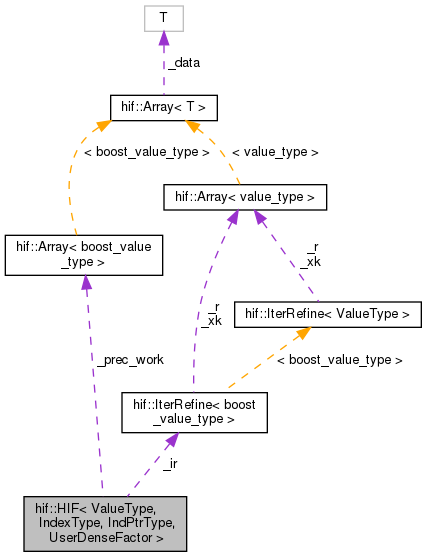 T
_data
hif::Array< T >
< boost_value_type >
< value_type >
hif::Array< value_type >
hif::Array< boost_value
_type >
_r
_xk
_r
_xk
hif::IterRefine< ValueType >
_prec_work
< boost_value_type >
hif::IterRefine< boost
_value_type >
_ir
hif::HIF< ValueType,
IndexType, IndPtrType,
UserDenseFactor >